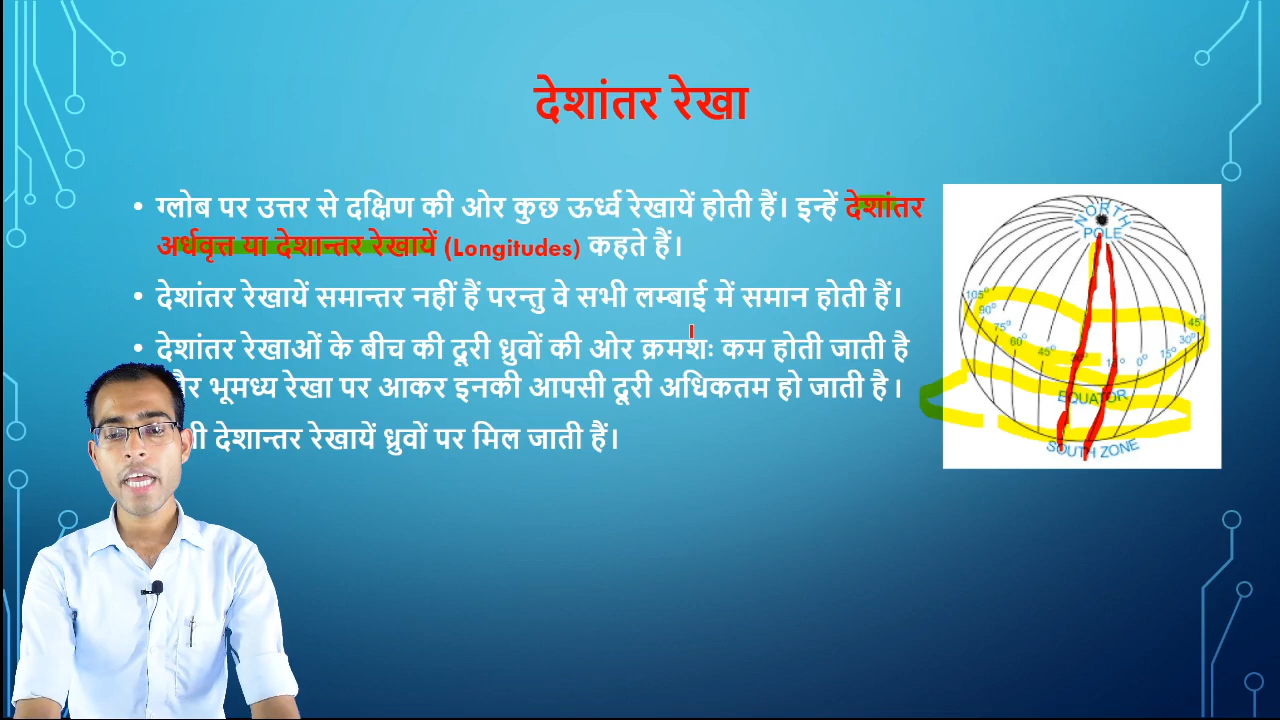 देशांतर रेखा
• ग्लोब पर उत्तर से दक्षिण की ओर कुछ ऊर्ध्व रेखायें होती हैं। इन्हें देशांतर
अर्धवृत्त या देशान्तर रेखायें (Longitudes) कहते हैं।
• देशांतर रेखायें समान्तर नहीं हैं परन्तु वे सभी लम्बाई में समान होती हैं।
• देशांतर रेखाओं के बीच की दूरी ध्रुवों की ओर क्रमशः कम होती जाती है
भूमध्य रेखा पर आकर इनकी आपसी दूरी अधिकतम हो जाती है।
देशान्तर रेखायें ध्रुवों पर मिल जाती हैं।
NORTH
POLE
105° 90° 75° 60 45° 0° 15° 30° 45°
EQUATOR
SOUTH ZONE